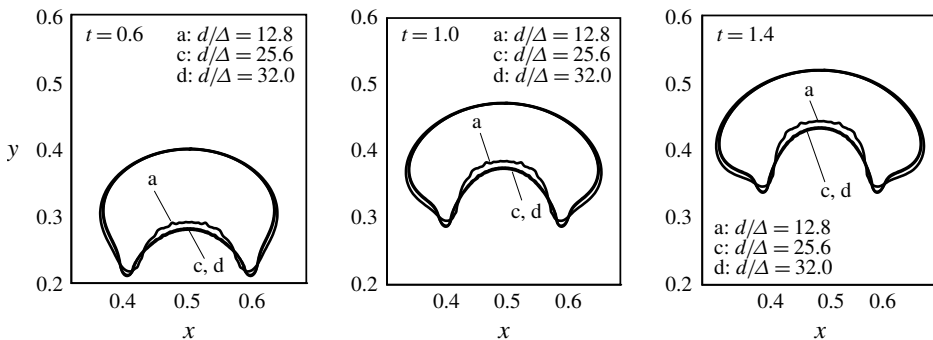 t = 0.6
a: d/Δ = 12.8
c: d/Δ = 25.6
d: d/Δ = 32.0
a
c, d
0.6
0.5
0.4
0.3
0.2
y
0.4
0.5
0.6
x
t = 1.0
a: d/Δ = 12.8
c: d/Δ = 25.6
d: d/Δ = 32.0
a
c, d
0.6
0.5
0.4
0.3
0.2
0.4
0.5
0.6
x
t = 1.4
a
c, d
a: d/Δ = 12.8
c: d/Δ = 25.6
d: d/Δ = 32.0
0.6
0.5
0.4
0.3
0.2
0.4
0.5
0.6
x